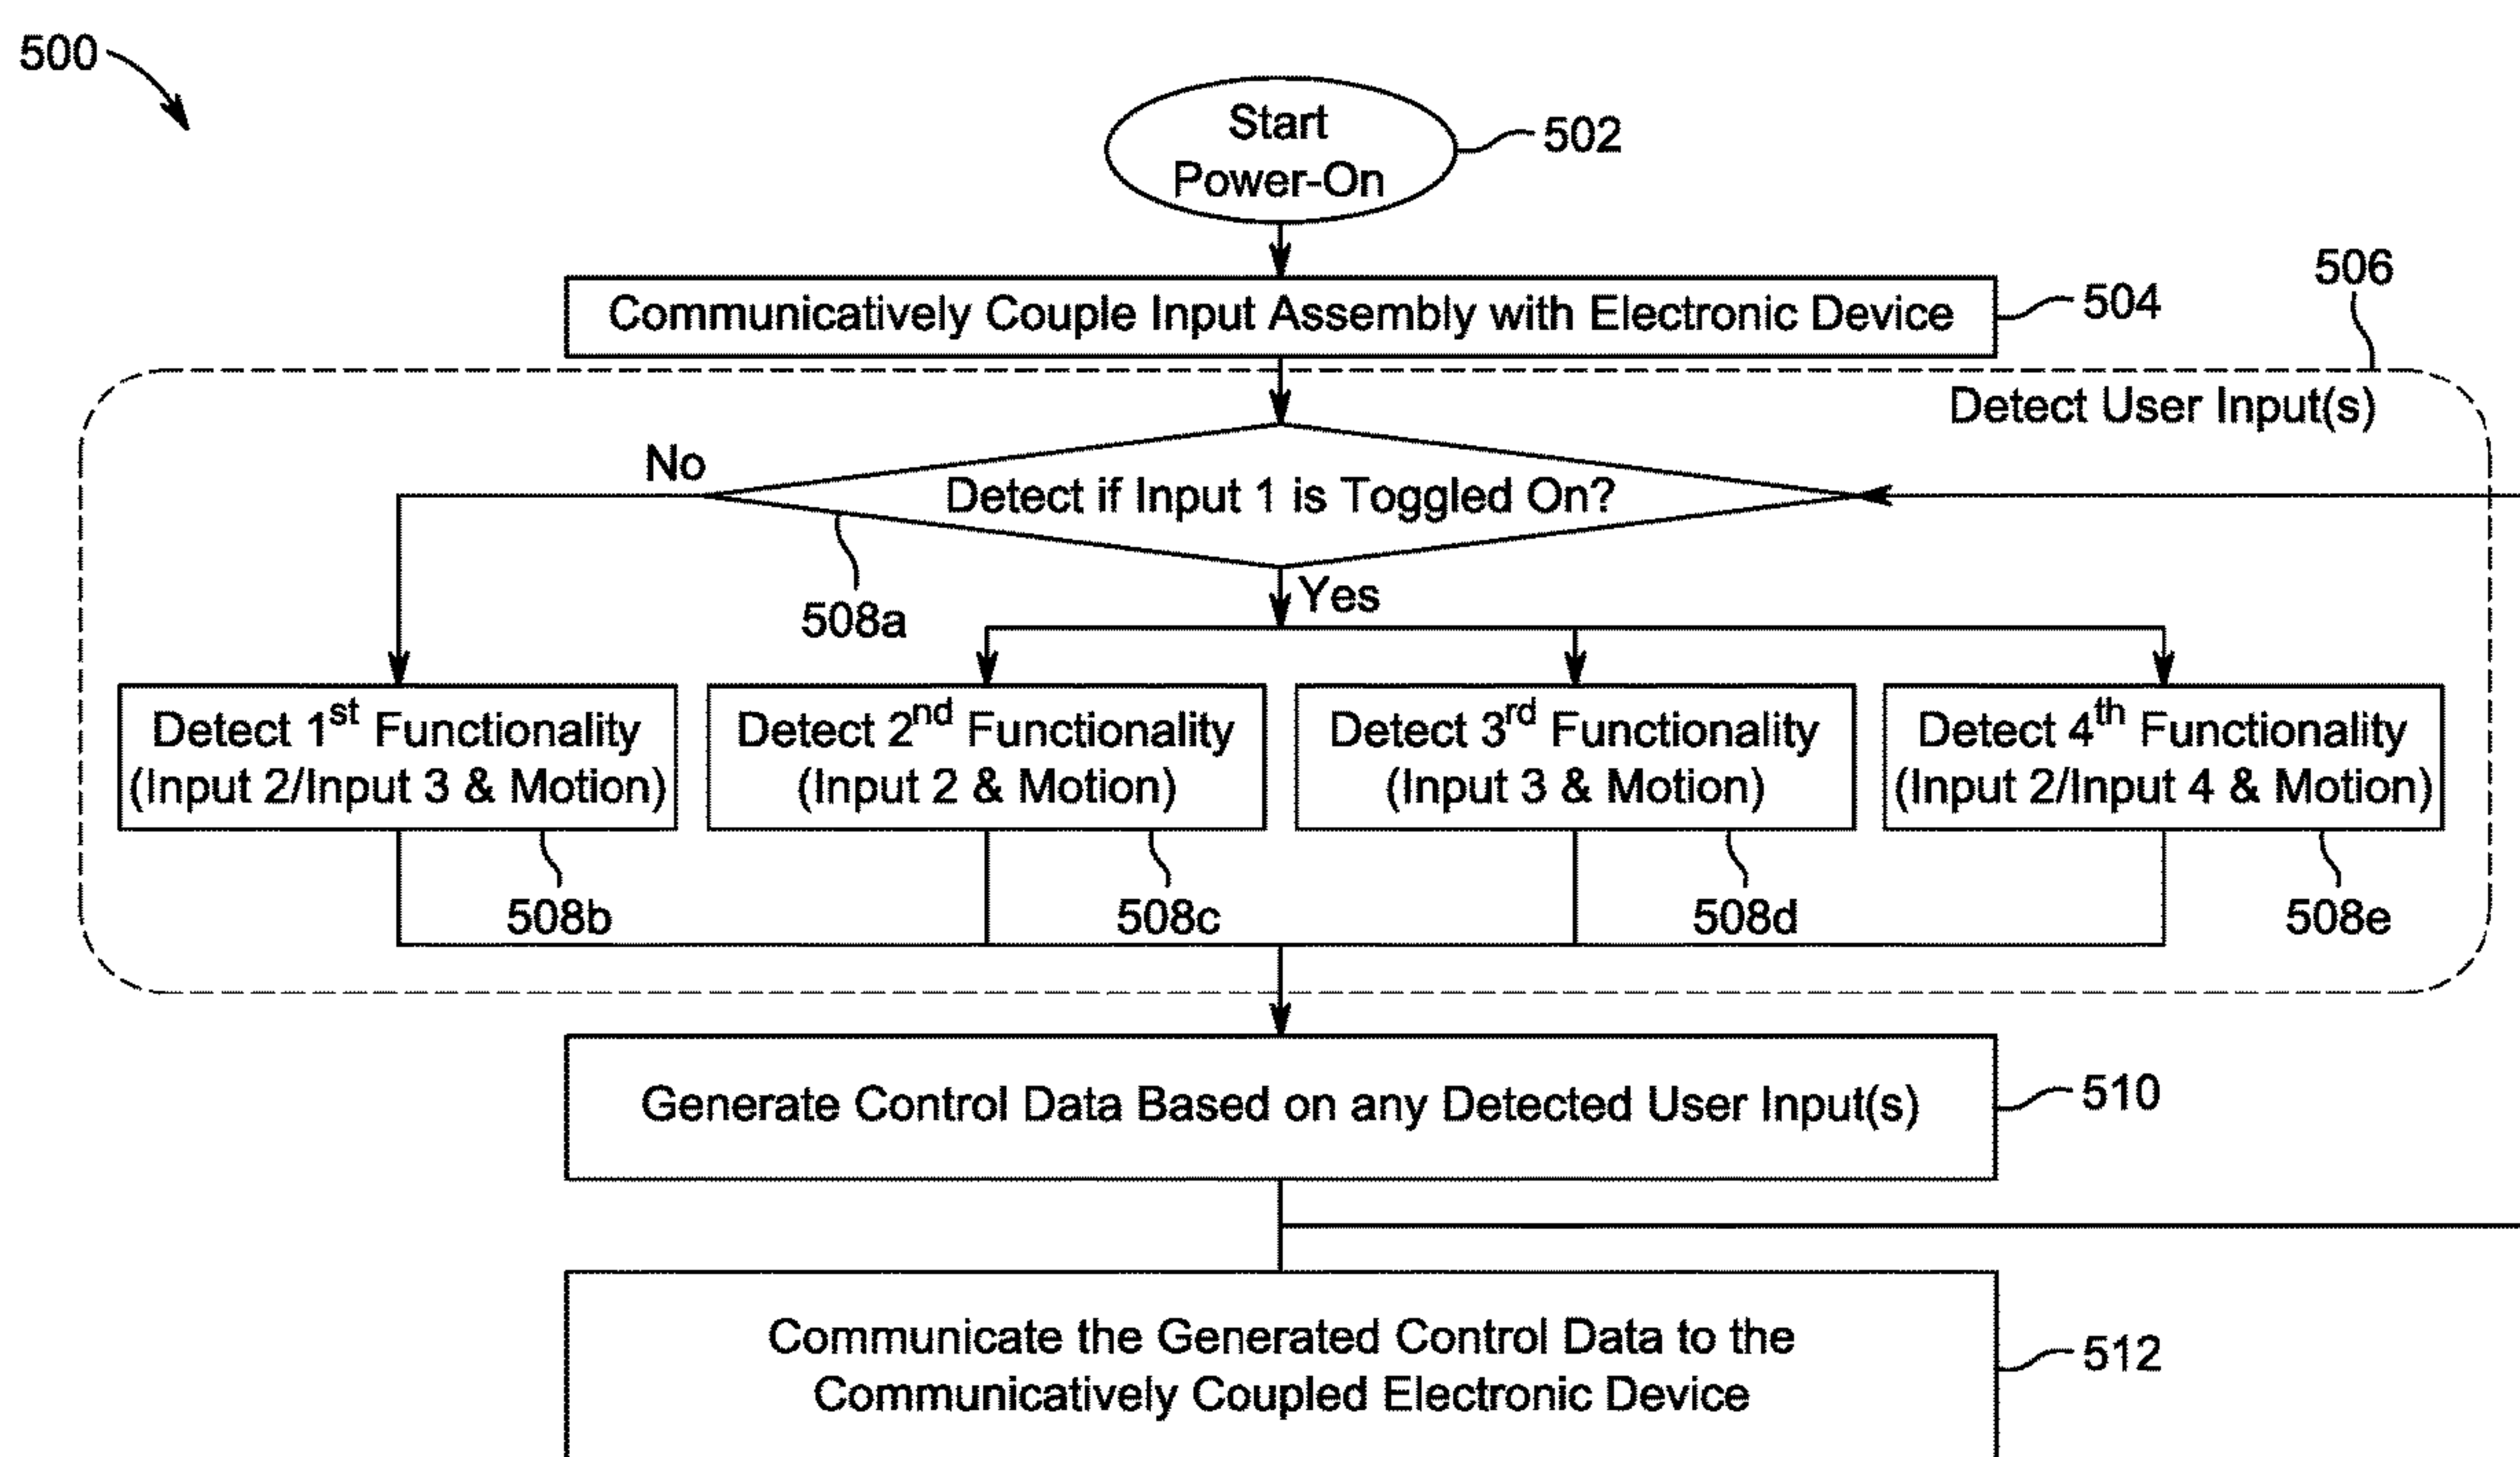 500
Start
Power-On
502
Communicatively Couple Input Assembly with Electronic Device
504
506
Detect User Input(s)
No
Detect if Input 1 is Toggled On?
508a
Yes
Detect 1st Functionality
(Input 2/Input 3 & Motion)
508b
Detect 2nd Functionality
(Input 2 & Motion)
508c
Detect 3rd Functionality
(Input 3 & Motion)
508d
Detect 4th Functionality
(Input 2/Input 4 & Motion)
508e
Generate Control Data Based on any Detected User Input(s)
510
Communicate the Generated Control Data to the
Communicatively Coupled Electronic Device
512